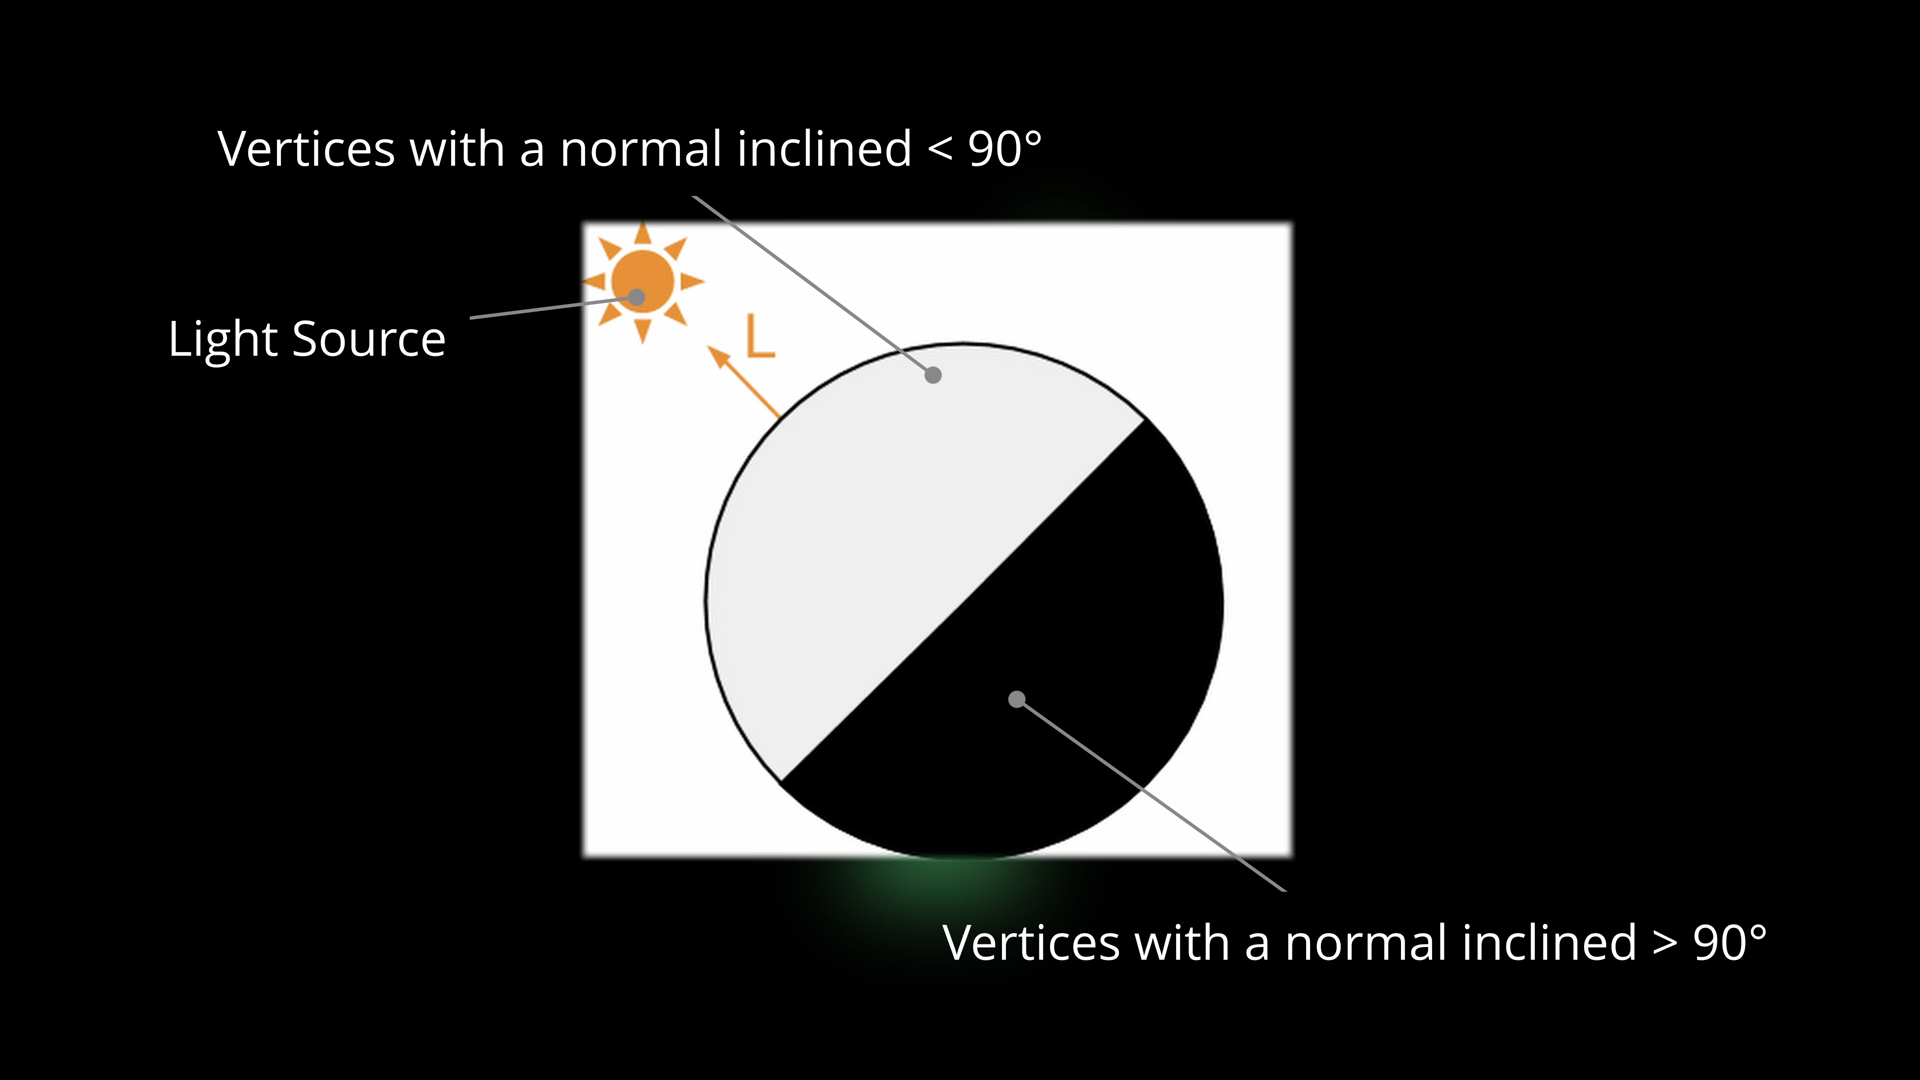 Vertices with a normal inclined < 90°
Light Source
L
Vertices with a normal inclined > 90°